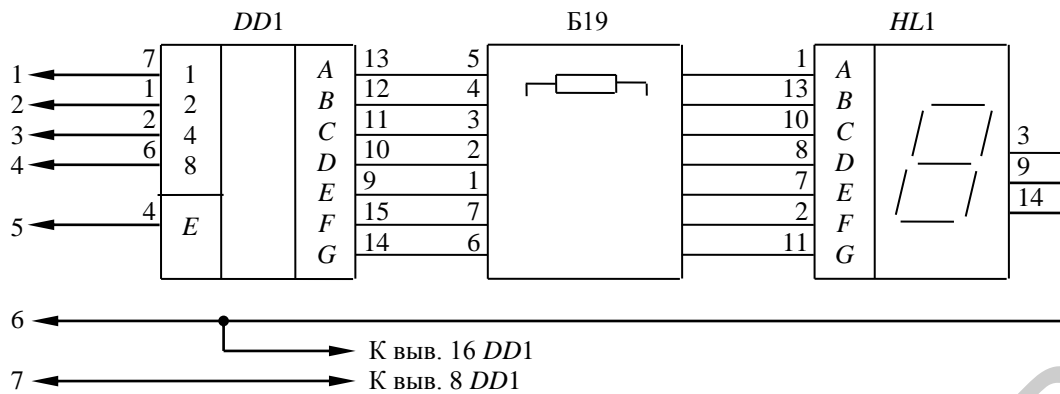 DD1 Б19 HL1
1 7 1 A 13 5 1 A
2 1 2 B 12 4 13 B
3 2 4 C 11 3 10 C
4 6 8 D 10 2 8 D 3
E 9 1 7 E 9
5 4 E F 15 7 2 F 14
G 14 6 11 G
6
К выв. 16 DD1
7 К выв. 8 DD1